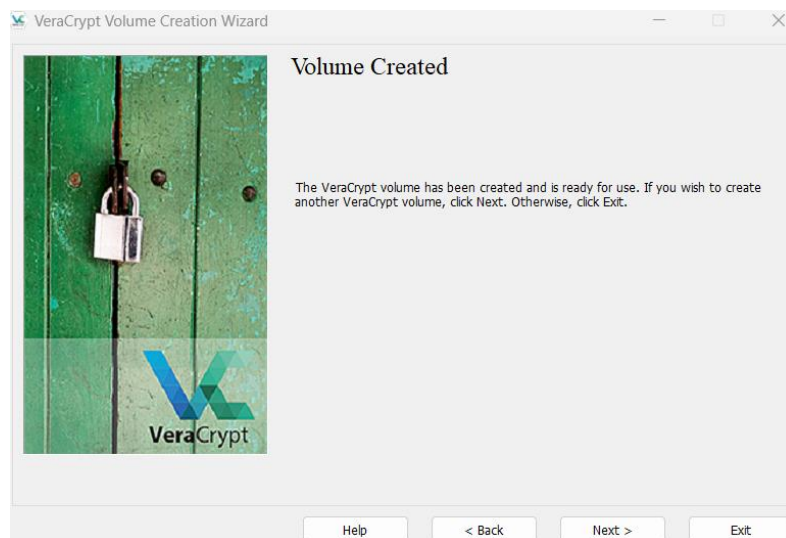 VeraCrypt Volume Creation Wizard
Volume Created
The VeraCrypt volume has been created and is ready for use. If you wish to create
another VeraCrypt volume, click Next. Otherwise, click Exit.
VeraCrypt
Help
< Back
Next >
Exit